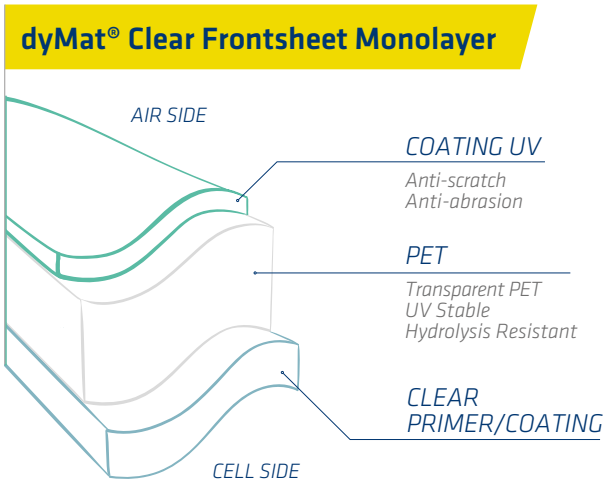 dyMat® Clear Frontsheet Monolayer
AIR SIDE
COATING UV
Anti-scratch
Anti-abrasion
PET
Transparent PET
UV Stable
Hydrolysis Resistant
CLEAR
PRIMER/COATING
CELL SIDE